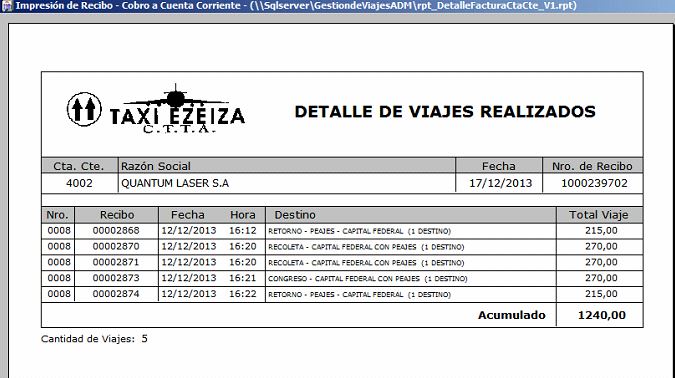 Impresión de Recibo - Cobro a Cuenta Corriente - (\\Sqlserver\GestiondeViajesADM\rpt_DetalleFacturaCtaCte_V1.rpt)
TAXI EZEIZA
C.T.T.A.
DETALLE DE VIAJES REALIZADOS
Cta. Cte. Razón Social Fecha Nro. de Recibo
4002 QUANTUM LASER S.A 17/12/2013 1000239702
Nro. Recibo Fecha Hora Destino Total Viaje
0008 00002868 12/12/2013 16:12 RETORNO - PEAJES - CAPITAL FEDERAL (1 DESTINO) 215,00
0008 00002870 12/12/2013 16:20 RECOLETA - CAPITAL FEDERAL CON PEAJES (1 DESTINO) 270,00
0008 00002871 12/12/2013 16:20 RECOLETA - CAPITAL FEDERAL CON PEAJES (1 DESTINO) 270,00
0008 00002873 12/12/2013 16:21 CONGRESO - CAPITAL FEDERAL CON PEAJES (1 DESTINO) 270,00
0008 00002874 12/12/2013 16:22 RETORNO - PEAJES - CAPITAL FEDERAL (1 DESTINO) 215,00
Acumulado 1240,00
Cantidad de Viajes: 5